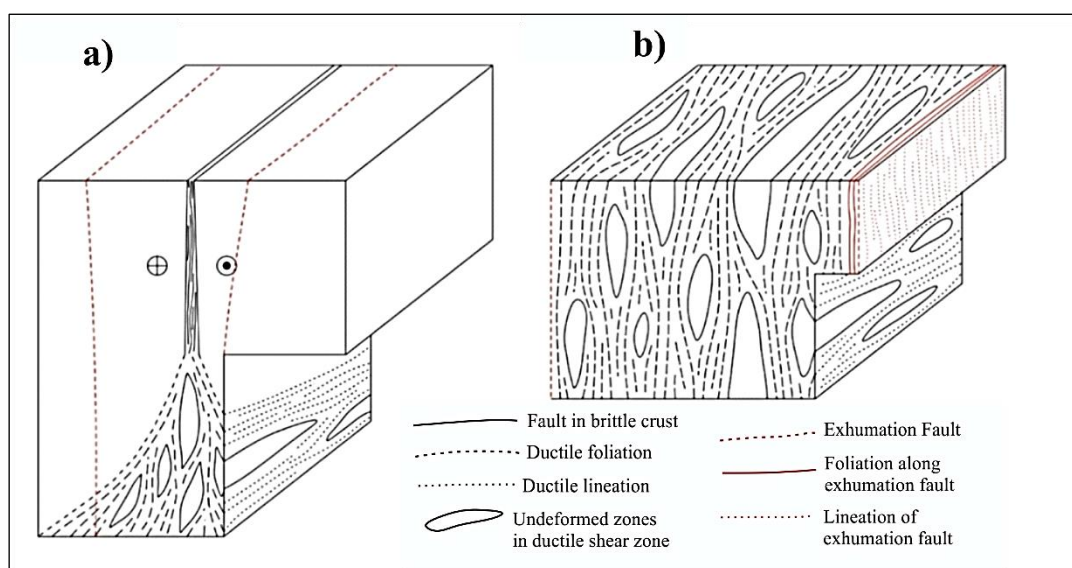 a)
b)
Fault in brittle crust
Ductile foliation
Ductile lineation
Undeformed zones
in ductile shear zone
Exhumation Fault
Foliation along
exhumation fault
Lineation of
exhumation fault